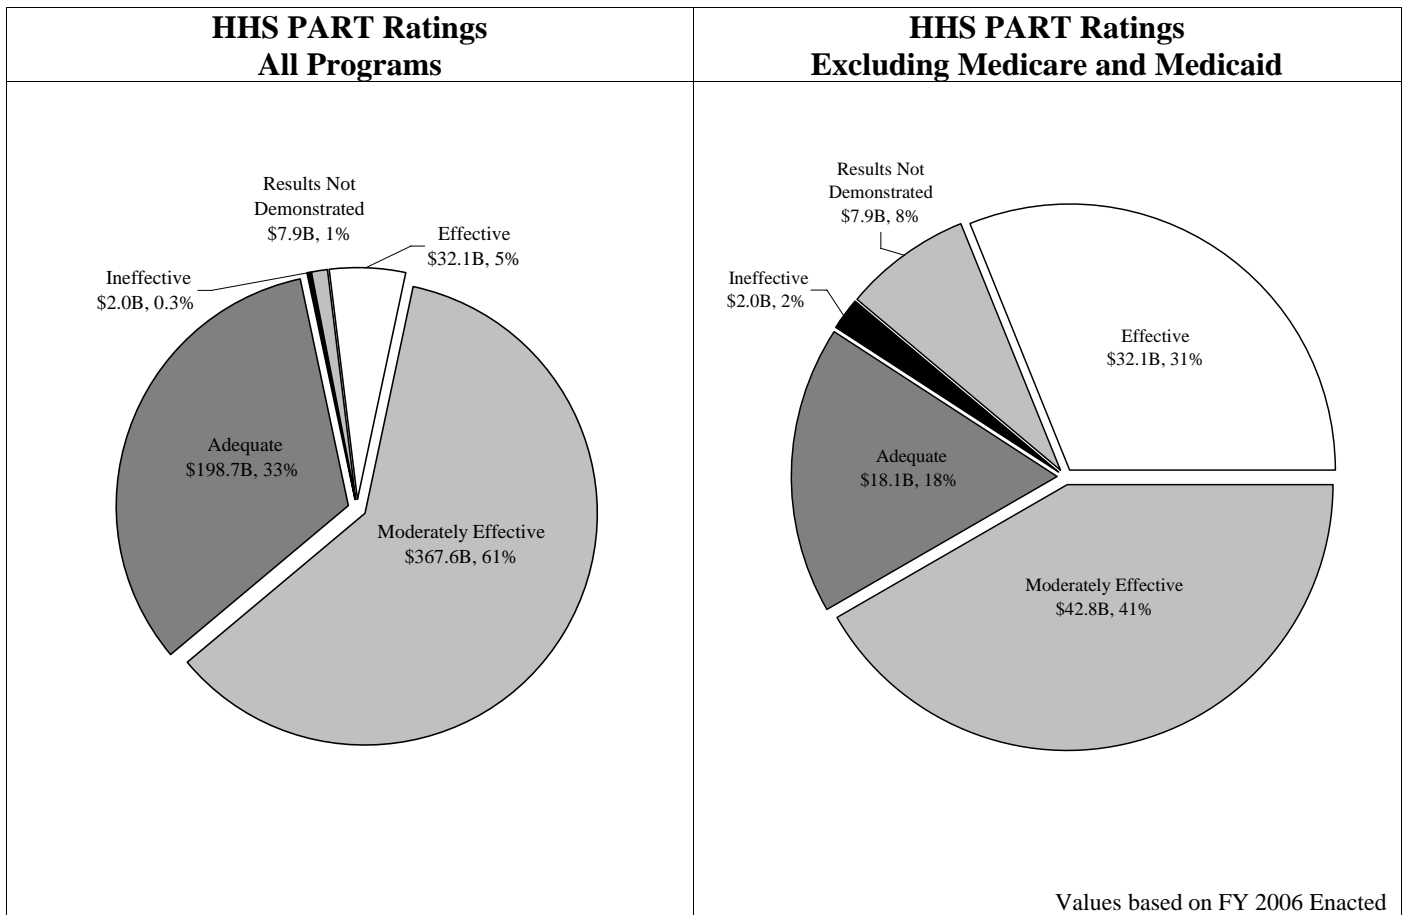 HHS PART Ratings
All Programs
HHS PART Ratings
Excluding Medicare and Medicaid
Results Not
Demonstrated
$7.9B, 1%
Effective
$32.1B, 5%
Ineffective
$2.0B, 0.3%
Adequate
$198.7B, 33%
Moderately Effective
$367.6B, 61%
Results Not
Demonstrated
$7.9B, 8%
Ineffective
$2.0B, 2%
Effective
$32.1B, 31%
Adequate
$18.1B, 18%
Moderately Effective
$42.8B, 41%
Values based on FY 2006 Enacted